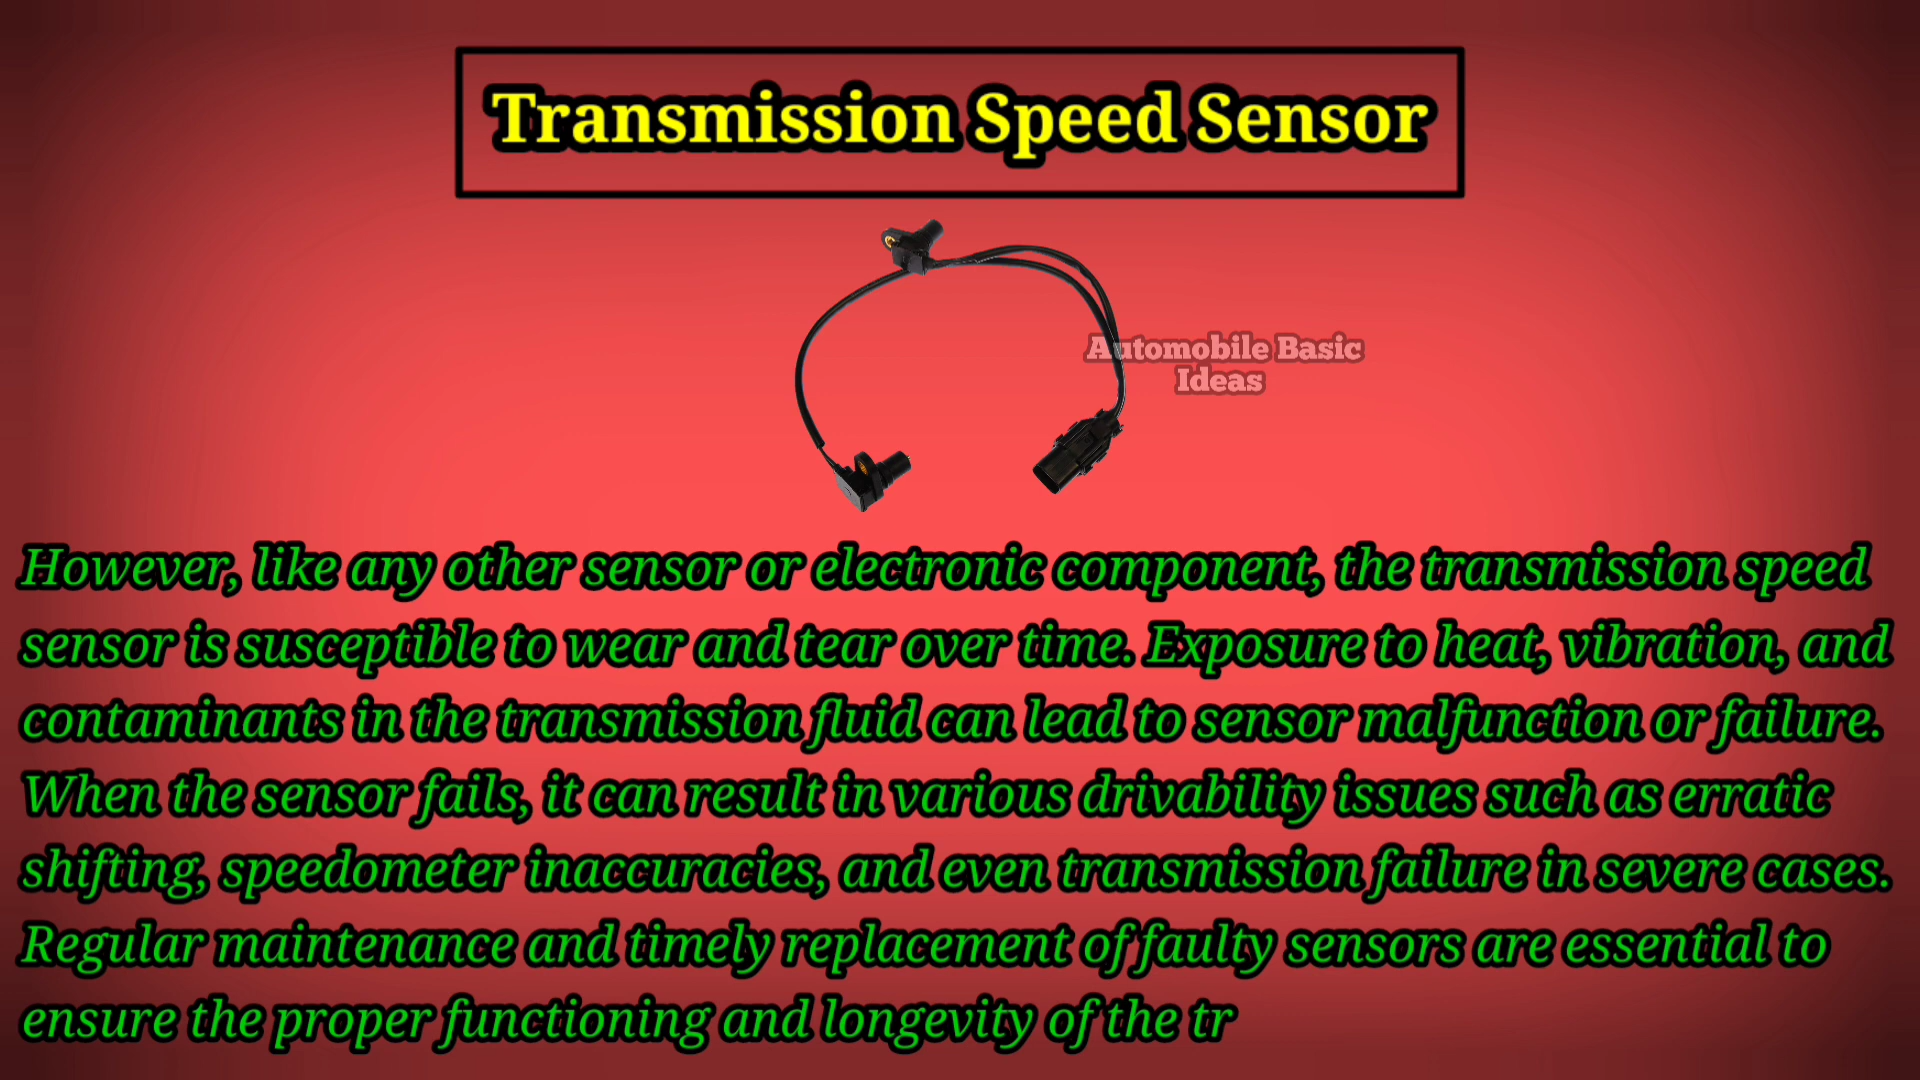 Transmission Speed Sensor
Automobile Basic
Ideas
However, like any other sensor or electronic component, the transmission speed
sensor is susceptible to wear and tear over time. Exposure to heat, vibration, and
contaminants in the transmission fluid can lead to sensor malfunction or failure.
When the sensor fails, it can result in various drivability issues such as erratic
shifting, speedometer inaccuracies, and even transmission failure in severe cases.
Regular maintenance and timely replacement of faulty sensors are essential to
ensure the proper functioning and longevity of the tr